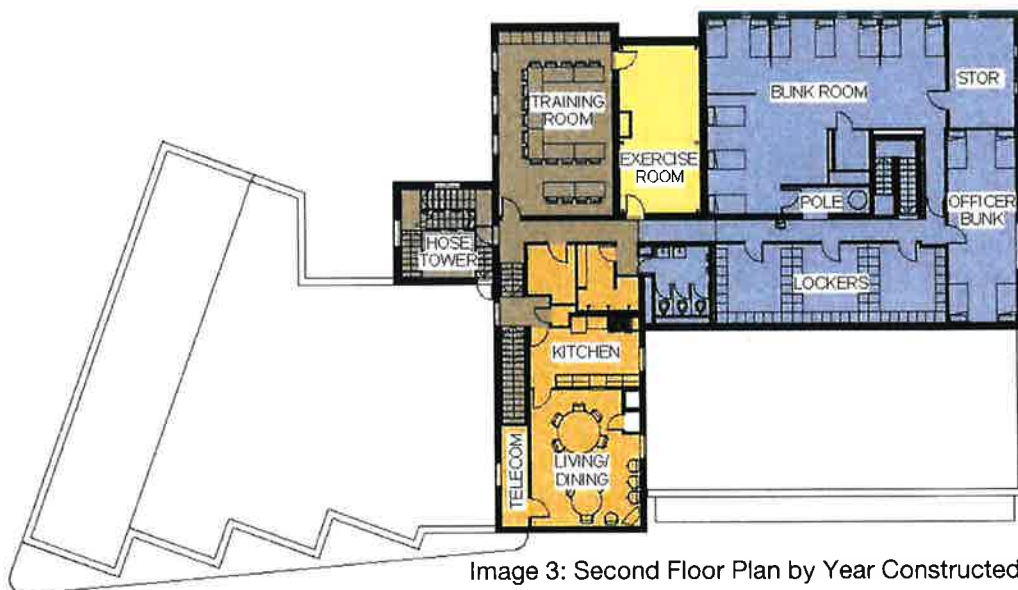 TRAINING
ROOM
BUNK ROOM
STOR
EXERCISE
ROOM
POLE
OFFICER
BUNK
HOSE
TOWER
LOCKERS
KITCHEN
LIVING/
DINING
TELECOM
Image 3: Second Floor Plan by Year Constructed